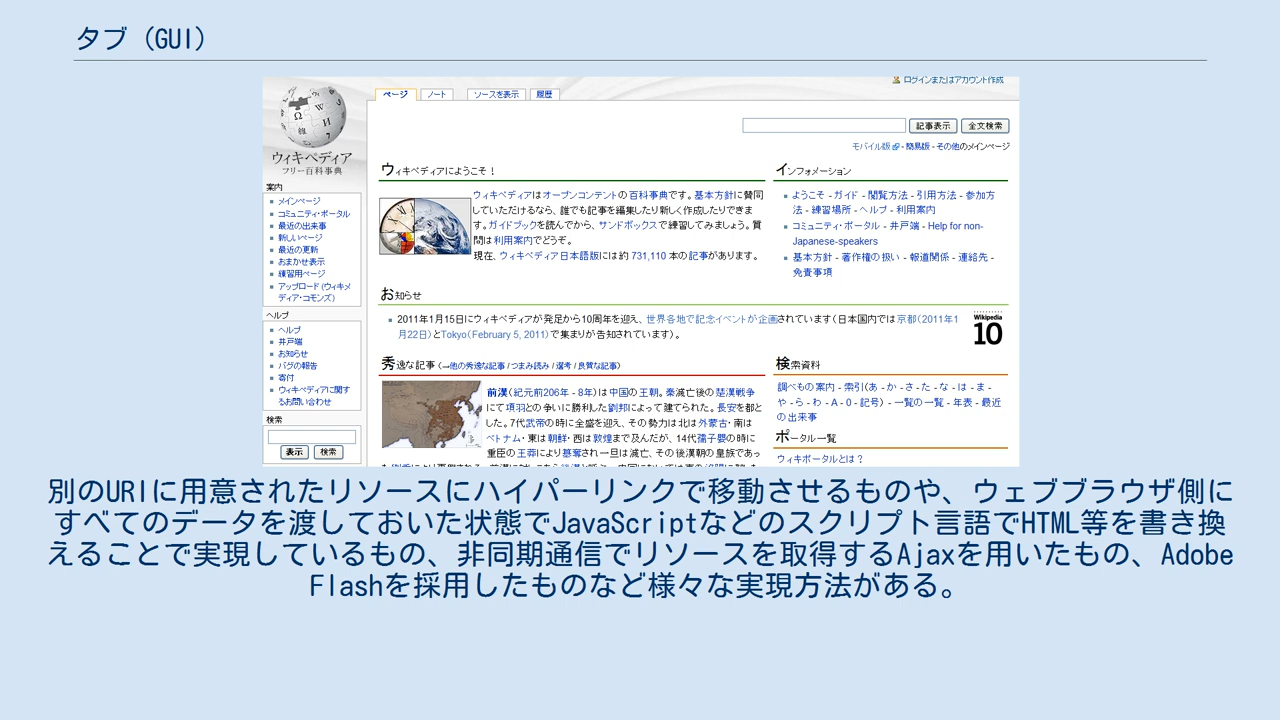 タブ（GUI）
ログインまたはアカウント作成
ページ
ノート
ソースを表示
履歴
記事表示
全文検索
モバイル版 - 簡易版 - その他のメインページ
ウィキペディア
フリー百科事典
案内
メインページ
コミュニティ・ポータル
最近の出来事
新しいページ
最近の更新
おまかせ表示
練習用ページ
アップロード (ウィキメ
ディア・コモンズ)
ヘルプ
ヘルプ
井戸端
お知らせ
バグの報告
寄付
ウィキペディアに関す
るお問い合わせ
検索
表示
検索
ウィキペディアにようこそ！
ウィキペディアはオープンコンテントの百科事典です。基本方針に賛同
していただけるなら、誰でも記事を編集したり新しく作成したりできま
す。ガイドブックを読んでから、サンドボックスで練習してみましょう。質
問は利用案内でどうぞ。
現在、ウィキペディア日本語版には約 731,110 本の記事があります。
インフォメーション
ようこそ - ガイド - 閲覧方法 - 引用方法 - 参加方
法 - 練習場所 - ヘルプ - 利用案内
コミュニティ・ポータル - 井戸端 - Help for non-
Japanese-speakers
基本方針 - 著作権の扱い - 報道関係 - 連絡先 -
免責事項
お知らせ
2011年1月15日にウィキペディアが発足から10周年を迎え、世界各地で記念イベントが企画されています（日本国内では京都（2011年1
月22日）とTokyo（February 5, 2011）で集まりが告知されています）。
Wikipedia
10
秀逸な記事 （→他の秀逸な記事 / つまみ読み / 選考 / 良質な記事）
前漢（紀元前206年 - 8年）は中国の王朝。秦滅亡後の楚漢戦争
にて項羽との争いに勝利した劉邦によって建てられた。長安を都と
した。7代武帝の時に全盛を迎え、その勢力は北は外蒙古・南は
ベトナム・東は朝鮮・西は敦煌まで及んだが、14代孺子嬰の時に
重臣の王莽により簒奪され一旦は滅亡、その後漢朝の皇族であっ
検索資料
調べもの案内 - 索引（あ - か - さ - た - な - は - ま -
や - ら - わ - A - 0 - 記号） - 一覧の一覧 - 年表 - 最近
の出来事
ポータル一覧
ウィキポータルとは？
別のURIに用意されたリソースにハイパーリンクで移動させるものや、ウェブブラウザ側に
すべてのデータを渡しておいた状態でJavaScriptなどのスクリプト言語でHTML等を書き換
えることで実現しているもの、非同期通信でリソースを取得するAjaxを用いたもの、Adobe
Flashを採用したものなど様々な実現方法がある。